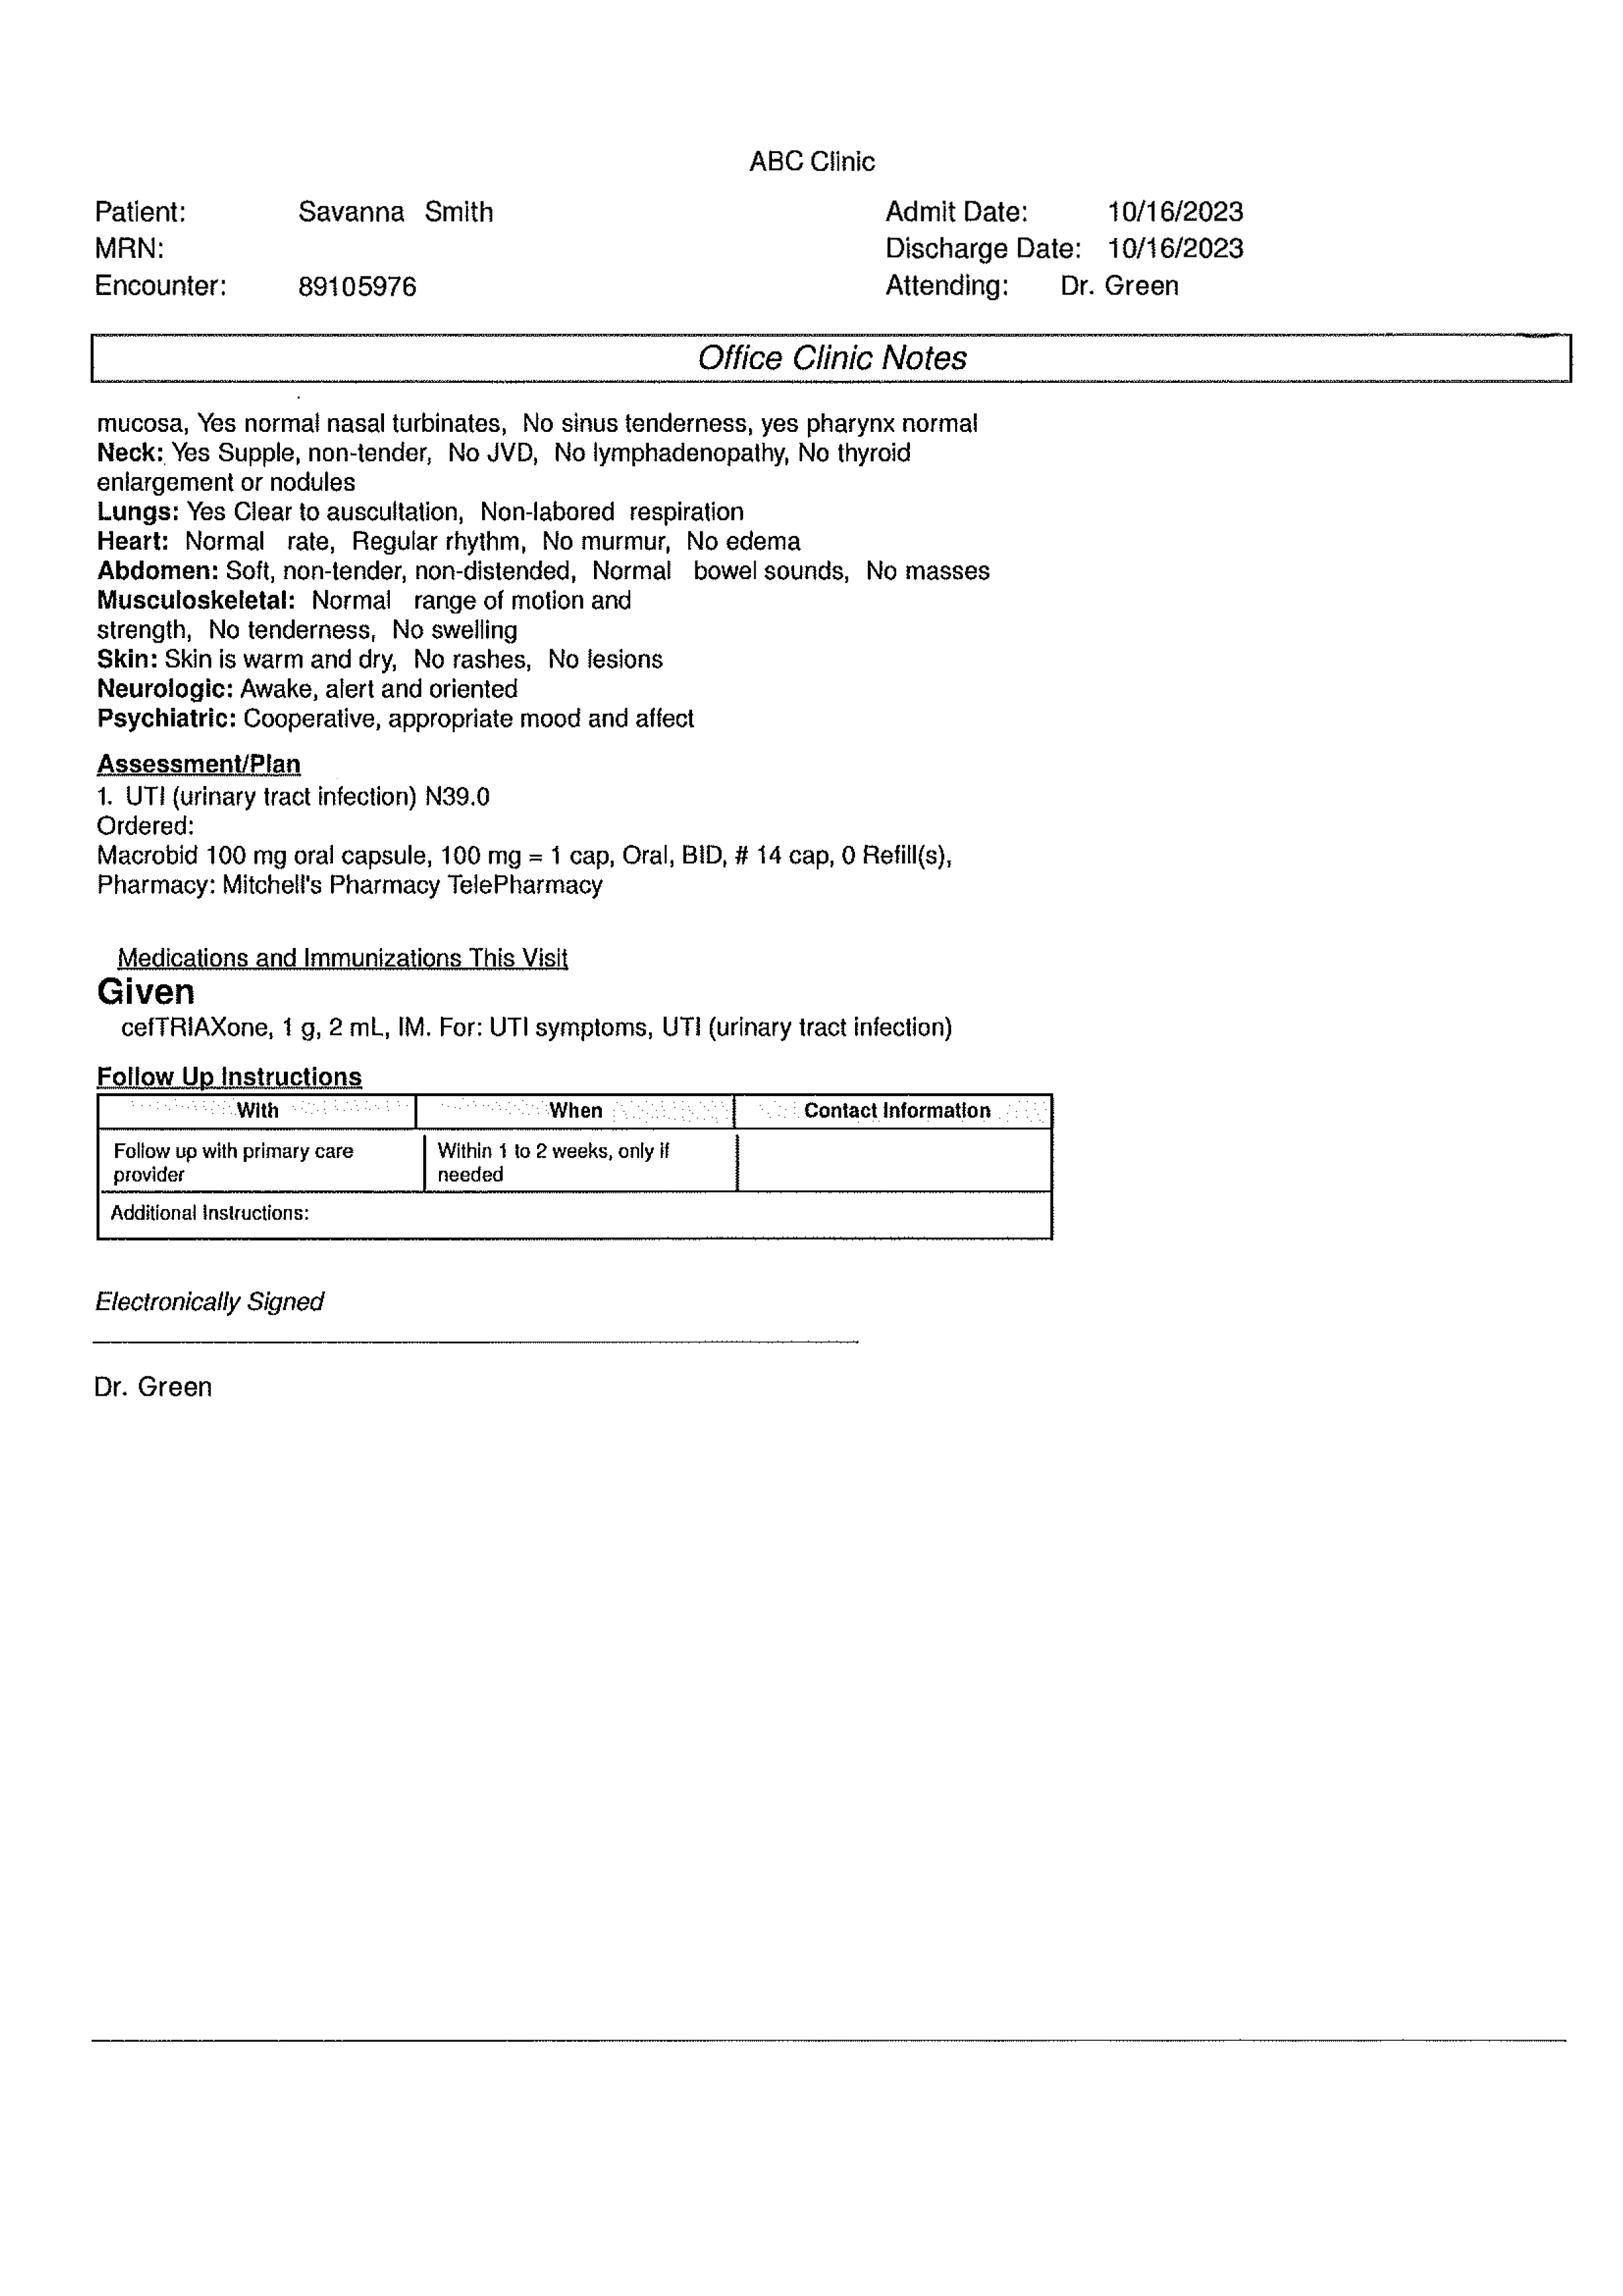 ABC Clinic
Patient: Savanna Smith Admit Date: 10/16/2023
MRN: Discharge Date: 10/16/2023
Encounter: 89105976 Attending: Dr. Green
Office Clinic Notes
mucosa, Yes normal nasal turbinates, No sinus tenderness, yes pharynx normal
Neck: Yes Supple, non-tender, No JVD, No lymphadenopathy, No thyroid
enlargement or nodules
Lungs: Yes Clear to auscultation, Non-labored respiration
Heart: Normal rate, Regular rhythm, No murmur, No edema
Abdomen: Soft, non-tender, non-distended, Normal bowel sounds, No masses
Musculoskeletal: Normal range of motion and
strength, No tenderness, No swelling
Skin: Skin is warm and dry, No rashes, No lesions
Neurologic: Awake, alert and oriented
Psychiatric: Cooperative, appropriate mood and affect
Assessment/Plan
1. UTI (urinary tract infection) N39.0
Ordered:
Macrobid 100 mg oral capsule, 100 mg = 1 cap, Oral, BID, # 14 cap, 0 Refill(s),
Pharmacy: Mitchell's Pharmacy TelePharmacy
Medications and Immunizations This Visit
Given
cefTRIAXone, 1 g, 2 mL, IM. For: UTI symptoms, UTI (urinary tract infection)
Follow Up Instructions
With When Contact Information
Follow up with primary care Within 1 to 2 weeks, only if
provider needed
Additional Instructions:
Electronically Signed
Dr. Green